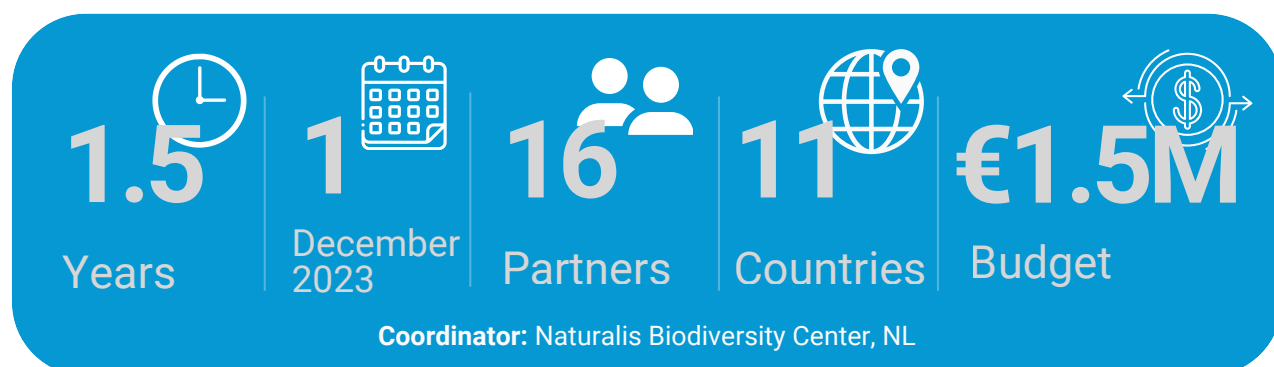 1.5
Years
1
December
2023
16
Partners
11
Countries
€1.5M
Budget
Coordinator: Naturalis Biodiversity Center, NL